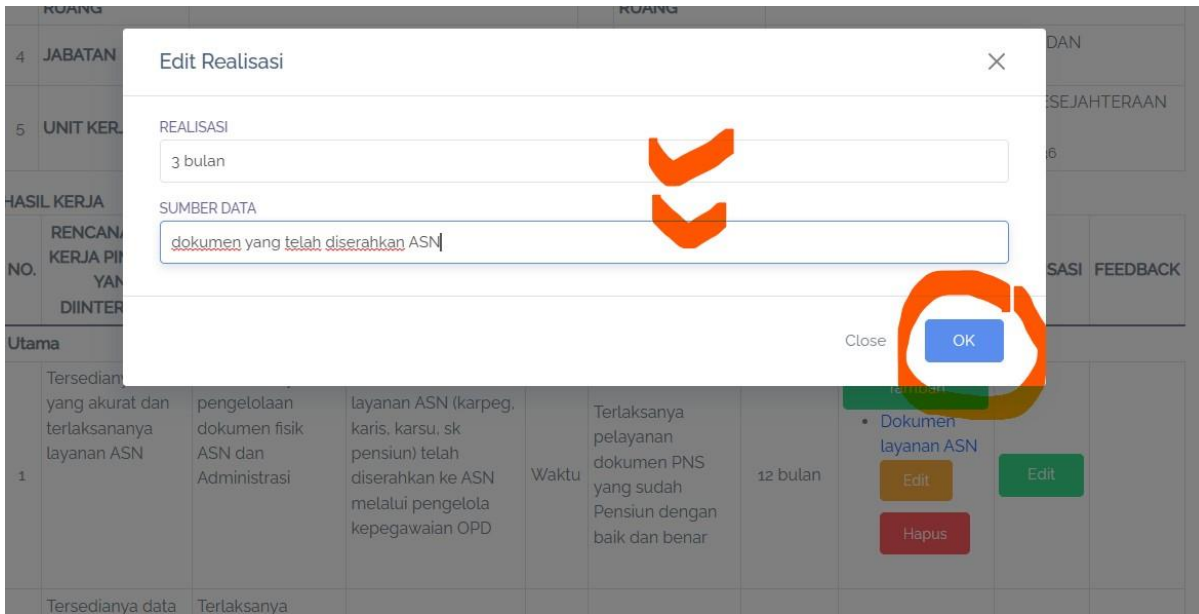 RUANG
RUANG
4 JABATAN
DAN
Edit Realisasi
5 UNIT KER
ESEJAHTERAAN
REALISASI
3 bulan
HASIL KERJA
SUMBER DATA
dokumen yang telah diserahkan ASN
NO.
RENCANA
KERJA PI
YAN
DIINTER
SASI
FEEDBACK
Close
OK
Utama
1
Tersedian
yang akurat dan
terlaksananya
layanan ASN
pengelolaan
dokumen fisik
ASN dan
Administrasi
layanan ASN (karpeg,
karis, karsu, sk
pensiun) telah
diserahkan ke ASN
melalui pengelola
kepegawaian OPD
Waktu
Terlaksanya
pelayanan
dokumen PNS
yang sudah
Pensiun dengan
baik dan benar
12 bulan
Tambah
• Dokumen
layanan ASN
Edit
Hapus
Edit
Tersedianya data
Terlaksanya